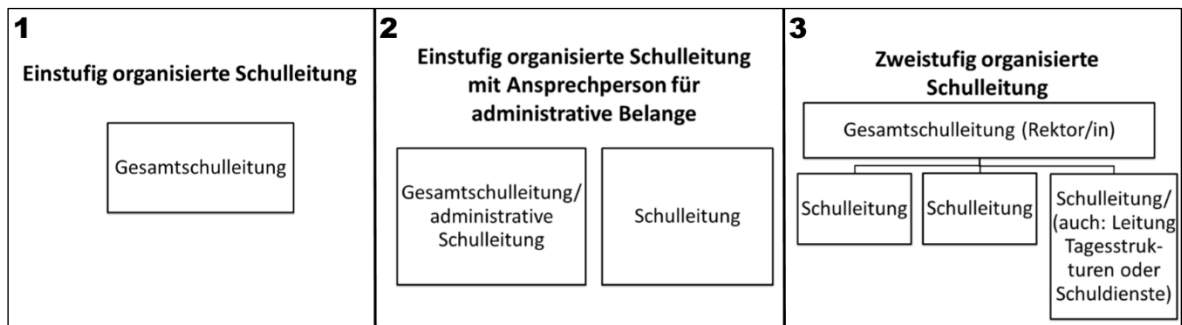 1
Einstufig organisierte Schulleitung
Gesamtschulleitung
2
Einstufig organisierte Schulleitung
mit Ansprechperson für
administrative Belange
Gesamtschulleitung/
administrative
Schulleitung
Schulleitung
3
Zweistufig organisierte
Schulleitung
Gesamtschulleitung (Rektor/in)
Schulleitung
Schulleitung
Schulleitung/
(auch: Leitung
Tagesstruk-
turen oder
Schuldienste)